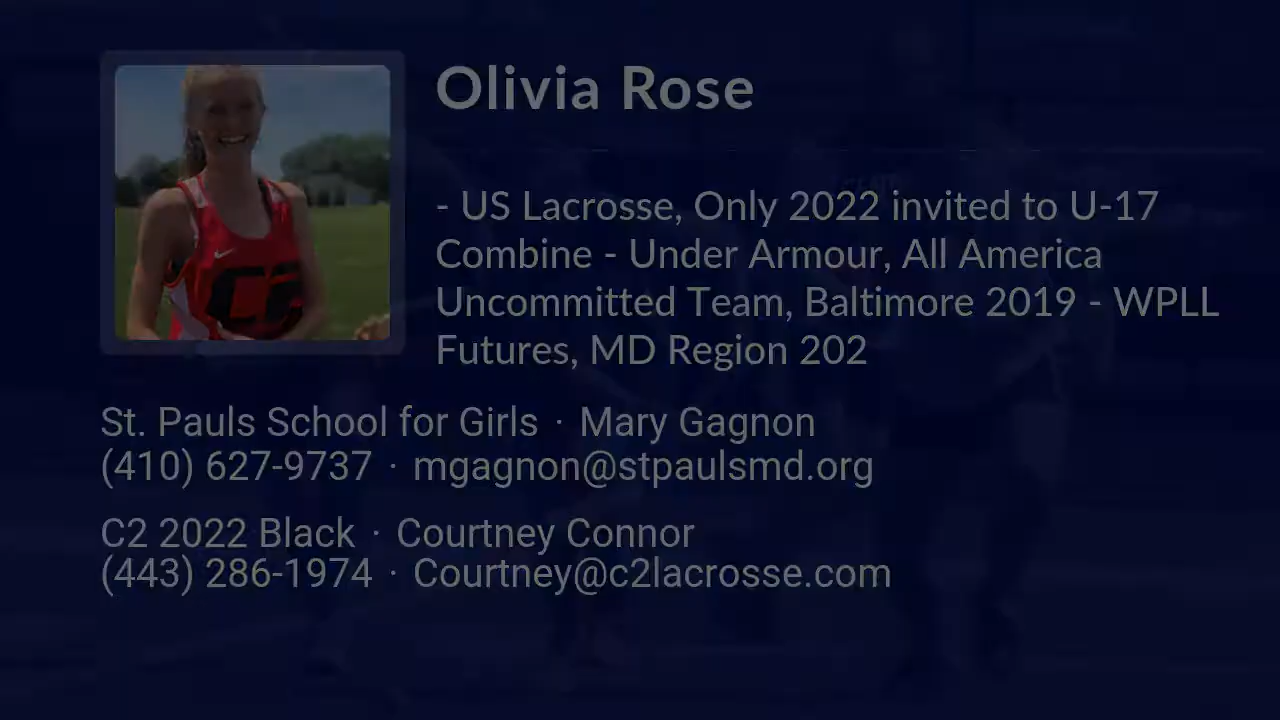 Olivia Rose
- US Lacrosse, Only 2022 invited to U-17
Combine - Under Armour, All America
Uncommitted Team, Baltimore 2019 - WPLL
Futures, MD Region 202
C2
St. Pauls School for Girls · Mary Gagnon
(410) 627-9737 · mgagnon@stpaulsmd.org
C2 2022 Black · Courtney Connor
(443) 286-1974 · Courtney@c2lacrosse.com